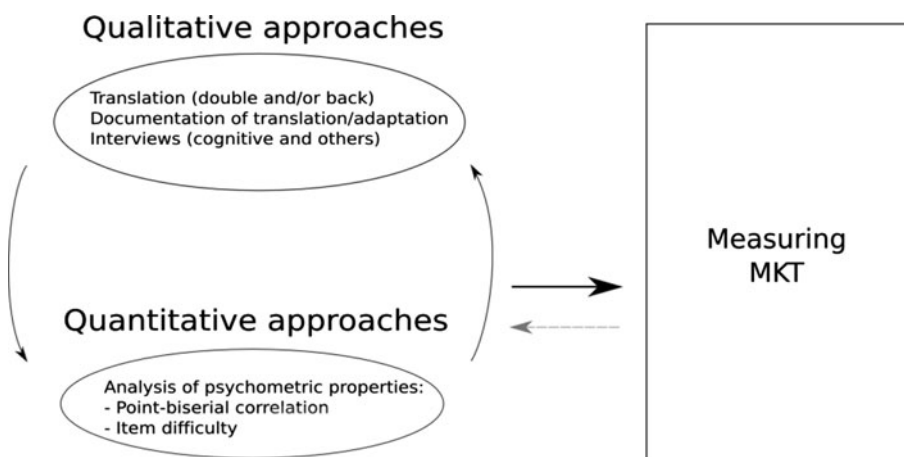 Qualitative approaches
Translation (double and/or back)
Documentation of translation/adaptation
Interviews (cognitive and others)
Quantitative approaches
Analysis of psychometric properties:
- Point-biserial correlation
- Item difficulty
Measuring
MKT